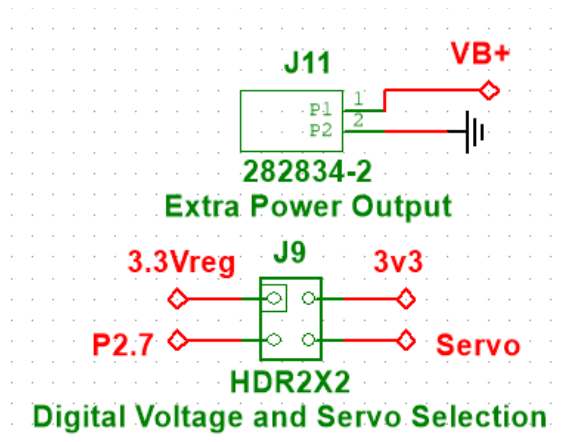 VB+
J11
P1 1
P2 2
282834-2
Extra Power Output
J9
3.3Vreg 3v3
P2.7 Servo
HDR2X2
Digital Voltage and Servo Selection